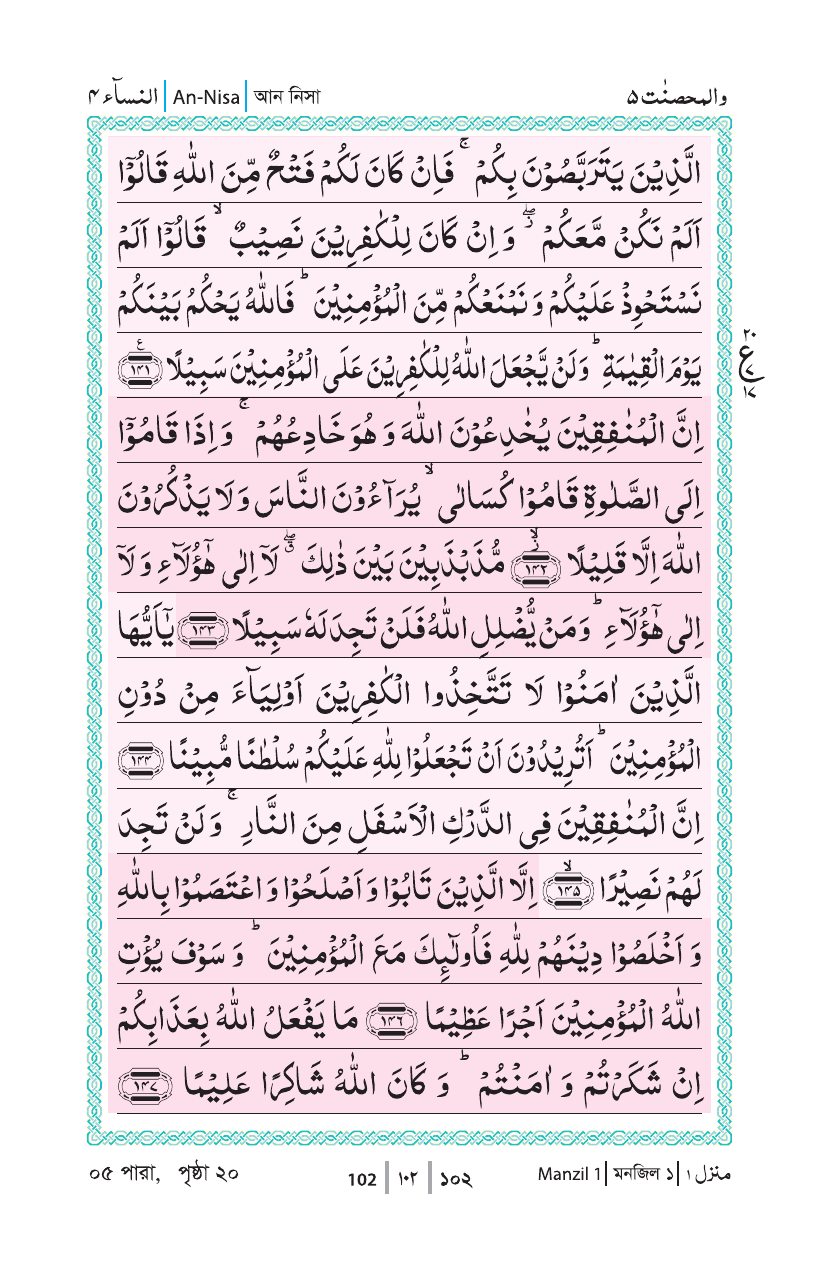 النسآء ۴ | An-Nisa | আন নিসা والمحصنٰت ۵
الَّذِیْنَ یَتَرَبَّصُوْنَ بِكُمْ ۚ فَاِنْ كَانَ لَكُمْ فَتْحٌ مِّنَ اللّٰهِ قَالُوْۤا
اَلَمْ نَكُنْ مَّعَكُمْ ۖؗ وَ اِنْ كَانَ لِلْكٰفِرِیْنَ نَصِیْبٌ ۙ قَالُوْۤا اَلَمْ
نَسْتَحْوِذْ عَلَیْكُمْ وَ نَمْنَعْكُمْ مِّنَ الْمُؤْمِنِیْنَ ؕ فَاللّٰهُ یَحْكُمُ بَیْنَكُمْ
یَوْمَ الْقِیٰمَةِ ؕ وَلَنْ یَّجْعَلَ اللّٰهُ لِلْكٰفِرِیْنَ عَلَی الْمُؤْمِنِیْنَ سَبِیْلًا ﴿۱۴۱﴾ ع
۲۰
ع
۷
۱۷
اِنَّ الْمُنٰفِقِیْنَ یُخٰدِعُوْنَ اللّٰهَ وَ هُوَ خَادِعُهُمْ ۚ وَ اِذَا قَامُوْۤا
اِلَی الصَّلٰوةِ قَامُوْا كُسَالٰی ۙ یُرَآءُوْنَ النَّاسَ وَلَا یَذْكُرُوْنَ
اللّٰهَ اِلَّا قَلِیْلًا ﴿۱۴۲﴾ۙؗ مُّذَبْذَبِیْنَ بَیْنَ ذٰلِكَ ۖۗ لَاۤ اِلٰی هٰۤؤُلَآءِ وَ لَاۤ
اِلٰی هٰۤؤُلَآءِ ؕ وَمَنْ یُّضْلِلِ اللّٰهُ فَلَنْ تَجِدَ لَهٗ سَبِیْلًا ﴿۱۴۳﴾ یٰۤاَیُّهَا
الَّذِیْنَ اٰمَنُوْا لَا تَتَّخِذُوا الْكٰفِرِیْنَ اَوْلِیَآءَ مِنْ دُوْنِ
الْمُؤْمِنِیْنَ ؕ اَتُرِیْدُوْنَ اَنْ تَجْعَلُوْا لِلّٰهِ عَلَیْكُمْ سُلْطٰنًا مُّبِیْنًا ﴿۱۴۴﴾
اِنَّ الْمُنٰفِقِیْنَ فِی الدَّرْكِ الْاَسْفَلِ مِنَ النَّارِ ۚ وَلَنْ تَجِدَ
لَهُمْ نَصِیْرًا ﴿۱۴۵﴾ۙ اِلَّا الَّذِیْنَ تَابُوْا وَ اَصْلَحُوْا وَ اعْتَصَمُوْا بِاللّٰهِ
وَ اَخْلَصُوْا دِیْنَهُمْ لِلّٰهِ فَاُولٰٓىِٕكَ مَعَ الْمُؤْمِنِیْنَ ؕ وَ سَوْفَ یُؤْتِ
اللّٰهُ الْمُؤْمِنِیْنَ اَجْرًا عَظِیْمًا ﴿۱۴۶﴾ مَا یَفْعَلُ اللّٰهُ بِعَذَابِكُمْ
اِنْ شَكَرْتُمْ وَ اٰمَنْتُمْ ؕ وَ كَانَ اللّٰهُ شَاكِرًا عَلِیْمًا ﴿۱۴۷﴾
০৫ পারা, পৃষ্ঠা ২০ 102 | ۱۰۲ | ১০২ Manzil 1 | মনজিল ১ | منزل ۱